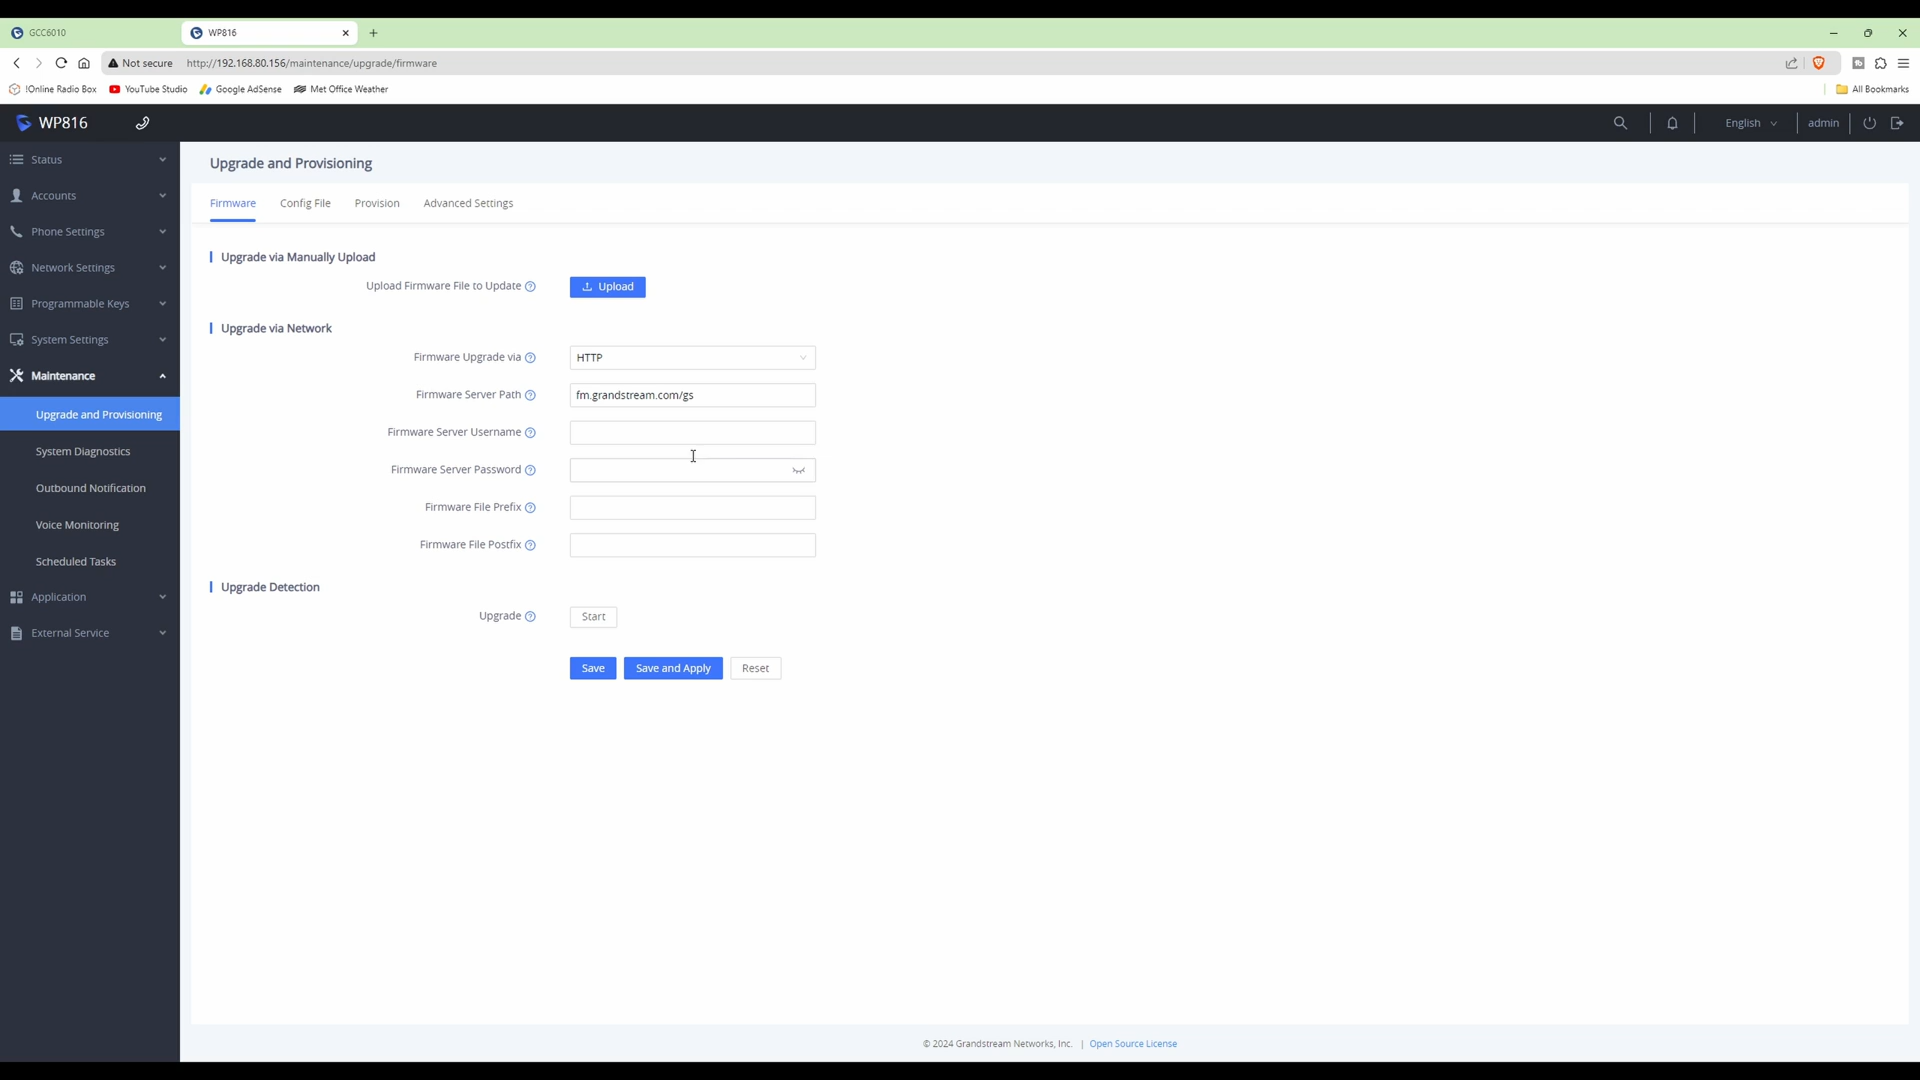 GCC6010
WP816
Not secure http://192.168.80.156/maintenance/upgrade/firmware
!Online Radio Box YouTube Studio Google AdSense Met Office Weather All Bookmarks
WP816 English admin
Status
Accounts
Phone Settings
Network Settings
Programmable Keys
System Settings
Maintenance
Upgrade and Provisioning
System Diagnostics
Outbound Notification
Voice Monitoring
Scheduled Tasks
Application
External Service
Upgrade and Provisioning
Firmware Config File Provision Advanced Settings
Upgrade via Manually Upload
Upload Firmware File to Update Upload
Upgrade via Network
Firmware Upgrade via HTTP
Firmware Server Path fm.grandstream.com/gs
Firmware Server Username
Firmware Server Password
Firmware File Prefix
Firmware File Postfix
Upgrade Detection
Upgrade Start
Save Save and Apply Reset
© 2024 Grandstream Networks, Inc. | Open Source License